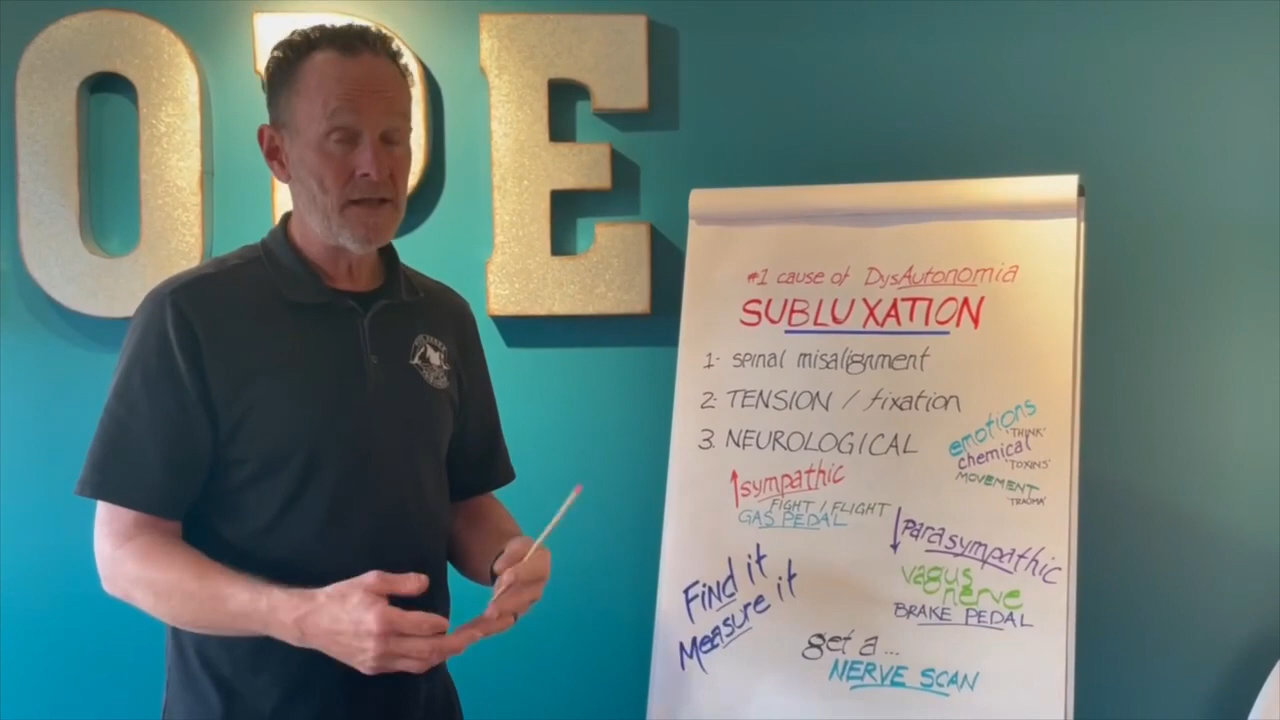 OPE
#1 cause of DysAutonomia
SUBLUXATION
1- spinal misalignment
2- TENSION / fixation
3. NEUROLOGICAL
emotions
'THINK'
chemical
'TOXINS'
MOVEMENT
'TRAUMA'
↑sympathic
FIGHT / FLIGHT
GAS PEDAL
↓parasympathic
vagus
nerve
BRAKE PEDAL
Find it
Measure it
get a...
NERVE SCAN